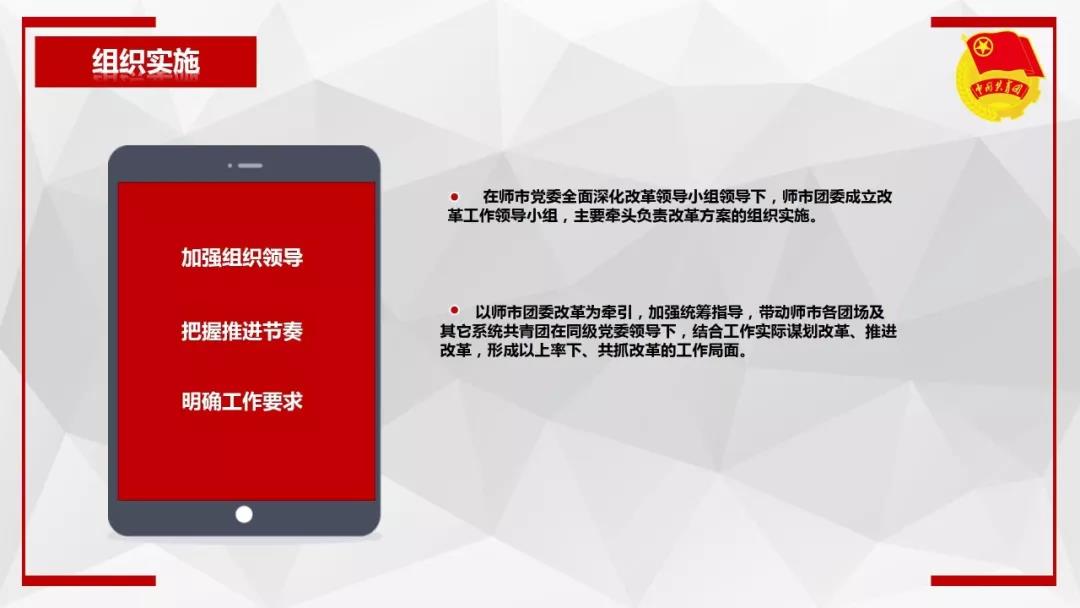 组织实施
中国共青团
加强组织领导
把握推进节奏
明确工作要求
在师市党委全面深化改革领导小组领导下，师市团委成立改
革工作领导小组，主要牵头负责改革方案的组织实施。
以师市团委改革为牵引，加强统筹指导，带动师市各团场及
其它系统共青团在同级党委领导下，结合工作实际谋划改革、推进
改革，形成以上率下、共抓改革的工作局面。